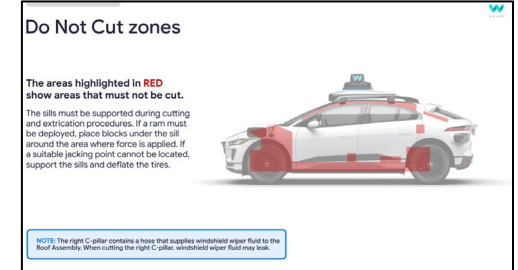 Do Not Cut zones
The areas highlighted in RED
show areas that must not be cut.
The sills must be supported during cutting
and extrication procedures. If a ram must
be deployed, place blocks under the sill
around the area where force is applied. If
a suitable jacking point cannot be located,
support the sills and deflate the tires.
NOTE: The right C-pillar contains a hose that supplies windshield wiper fluid to the
Roof Assembly. When cutting the right C-pillar, windshield wiper fluid may leak.